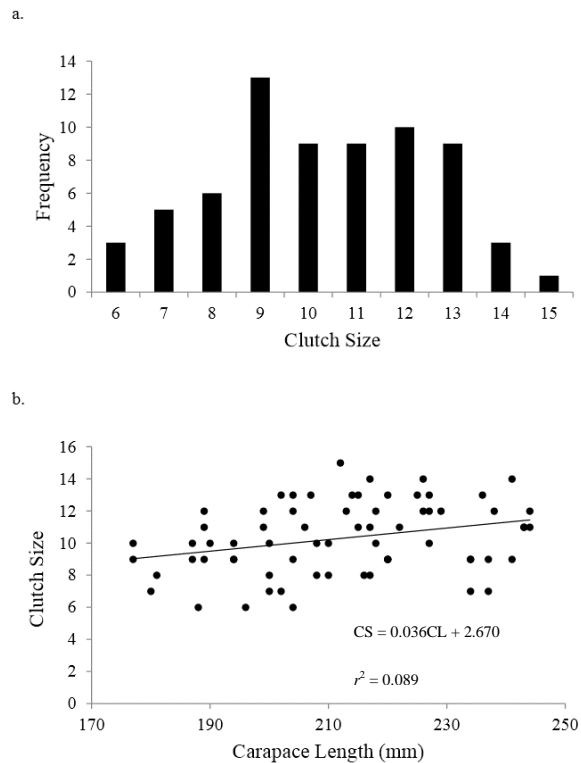 a.
14
12
10
8
6
4
2
0
Frequency
6 7 8 9 10 11 12 13 14 15
Clutch Size
b.
16
14
12
10
8
6
4
2
0
Clutch Size
CS = 0.036CL + 2.670
r² = 0.089
170 190 210 230 250
Carapace Length (mm)